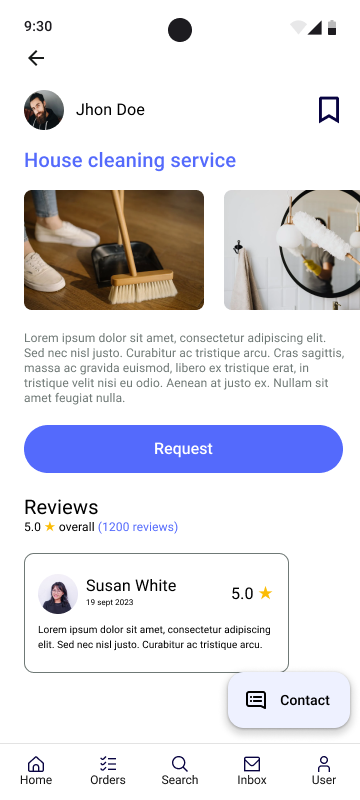 9:30
Jhon Doe
House cleaning service
Lorem ipsum dolor sit amet, consectetur adipiscing elit.
Sed nec nisl justo. Curabitur ac tristique arcu. Cras sagittis,
massa ac gravida euismod, libero ex tristique erat, in
tristique velit nisi eu odio. Aenean at justo ex. Nullam sit
amet feugiat nulla.
Request
Reviews
5.0 ★ overall (1200 reviews)
Susan White
19 sept 2023
5.0 ★
Lorem ipsum dolor sit amet, consectetur adipiscing
elit. Sed nec nisl justo. Curabitur ac tristique arcu.
Contact
Home Orders Search Inbox User